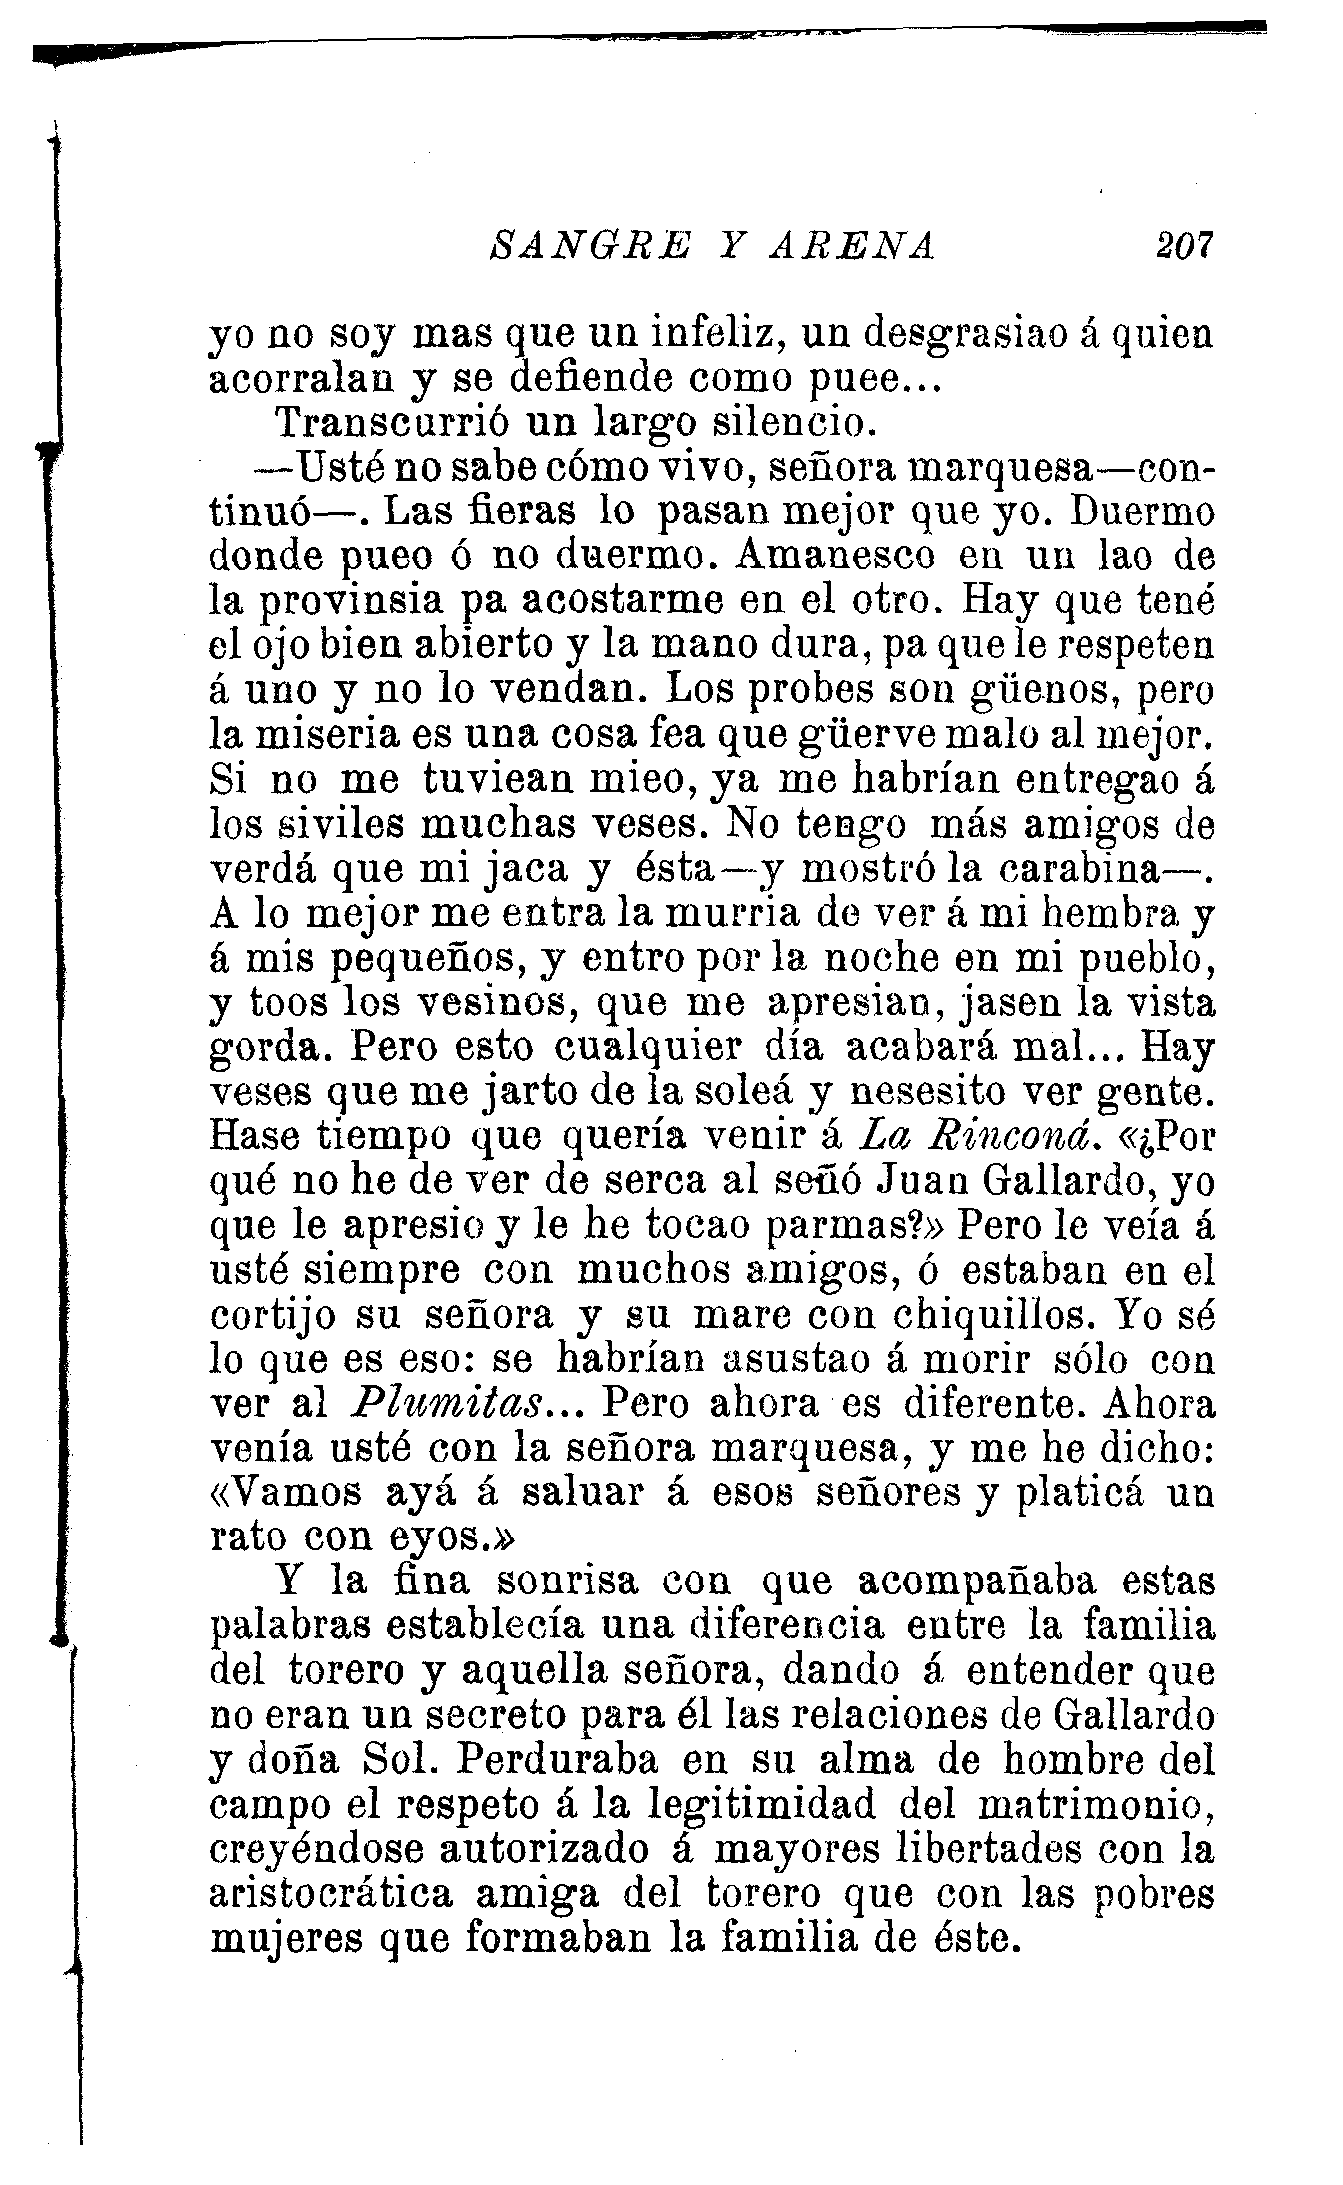 SANGRE Y ARENA 207
yo no soy mas que un infeliz, un desgrasiao á quien
acorralan y se defiende como puee...
Transcurrió un largo silencio.
—Usté no sabe cómo vivo, señora marquesa—con-
tinuó—. Las fieras lo pasan mejor que yo. Duermo
donde pueo ó no duermo. Amanesco en un lao de
la provinsia pa acostarme en el otro. Hay que tené
el ojo bien abierto y la mano dura, pa que le respeten
á uno y no lo vendan. Los probes son güenos, pero
la miseria es una cosa fea que güerve malo al mejor.
Si no me tuviean mieo, ya me habrían entregao á
los siviles muchas veses. No tengo más amigos de
verdá que mi jaca y ésta—y mostró la carabina—.
A lo mejor me entra la murria de ver á mi hembra y
á mis pequeños, y entro por la noche en mi pueblo,
y toos los vesinos, que me apresian, jasen la vista
gorda. Pero esto cualquier día acabará mal... Hay
veses que me jarto de la soleá y nesesito ver gente.
Hase tiempo que quería venir á La Rinconá. «¿Por
qué no he de ver de serca al señó Juan Gallardo, yo
que le apresio y le he tocao parmas?» Pero le veía á
usté siempre con muchos amigos, ó estaban en el
cortijo su señora y su mare con chiquillos. Yo sé
lo que es eso: se habrían asustao á morir sólo con
ver al Plumitas... Pero ahora es diferente. Ahora
venía usté con la señora marquesa, y me he dicho:
«Vamos ayá á saluar á esos señores y platicá un
rato con eyos.»
Y la fina sonrisa con que acompañaba estas
palabras establecía una diferencia entre la familia
del torero y aquella señora, dando á entender que
no eran un secreto para él las relaciones de Gallardo
y doña Sol. Perduraba en su alma de hombre del
campo el respeto á la legitimidad del matrimonio,
creyéndose autorizado á mayores libertades con la
aristocrática amiga del torero que con las pobres
mujeres que formaban la familia de éste.